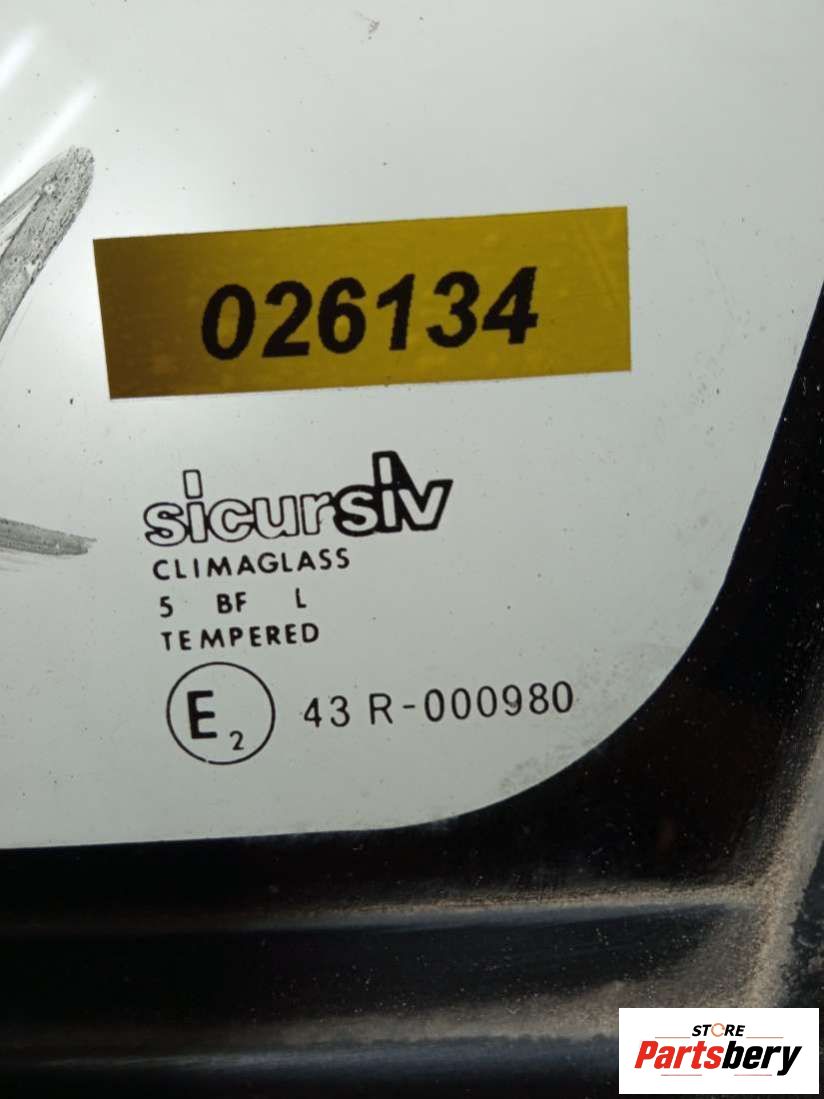 026134
sicursiv
CLIMAGLASS
5 BF L
TEMPERED
E2 43 R-000980
STORE
Partsbery